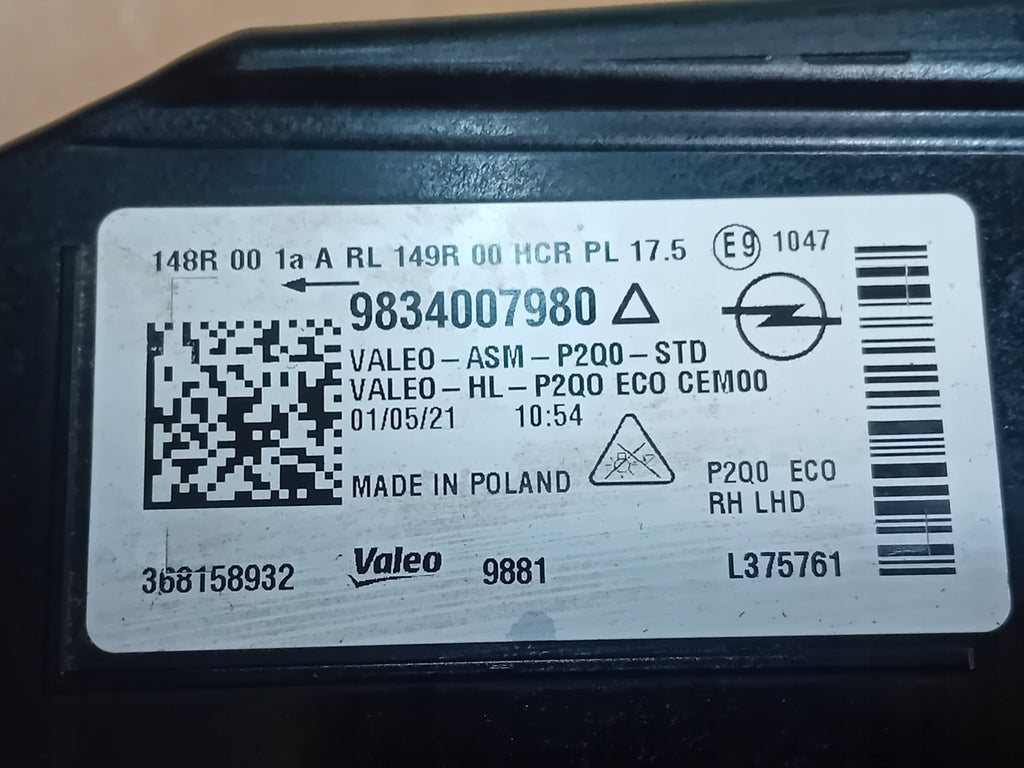 148R 00 1a A RL 149R 00 HCR PL 17.5 E9 1047
9834007980
VALEO-ASM-P2Q0-STD
VALEO-HL-P2Q0 ECO CEM00
01/05/21 10:54
MADE IN POLAND
P2Q0 ECO
RH LHD
368158932 Valeo 9881 L375761